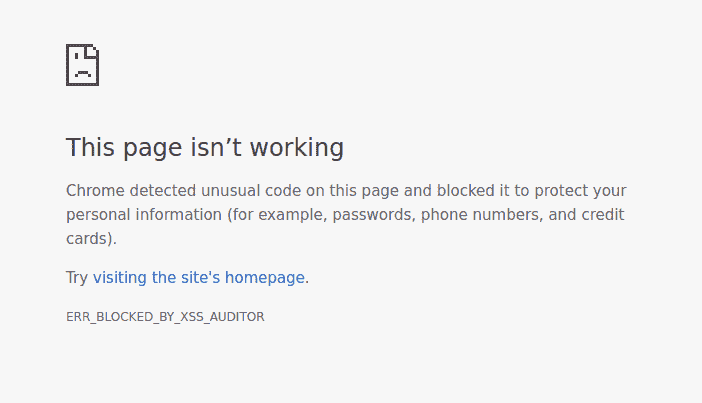 This page isn’t working
Chrome detected unusual code on this page and blocked it to protect your
personal information (for example, passwords, phone numbers, and credit
cards).
Try visiting the site's homepage.
ERR_BLOCKED_BY_XSS_AUDITOR